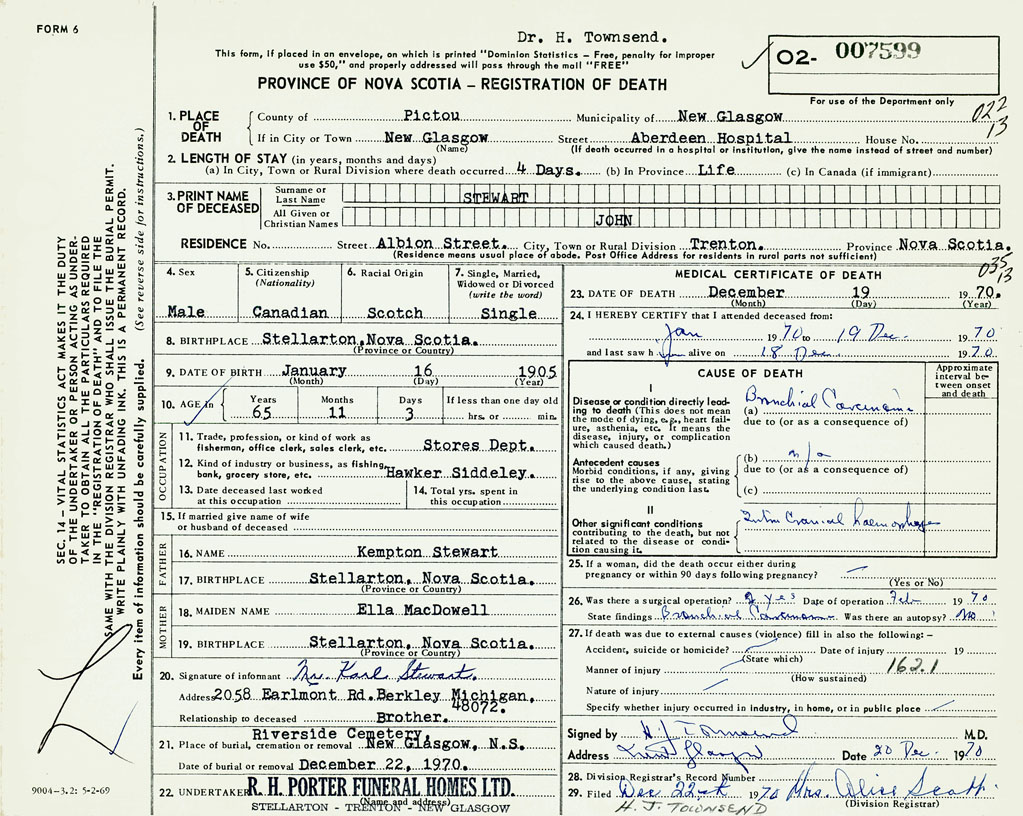 FORM 6
Dr. H. Townsend.
This form, if placed in an envelope, on which is printed "Dominion Statistics – Free, penalty for improper
use $50," and properly addressed will pass through the mail "FREE"
PROVINCE OF NOVA SCOTIA – REGISTRATION OF DEATH
02- 007599
For use of the Department only
022
13
1. PLACE OF DEATH
County of Pictou Municipality of New Glasgow
If in City or Town New Glasgow Street Aberdeen Hospital House No.
(Name) (If death occurred in a hospital or institution, give the name instead of street and number)
2. LENGTH OF STAY (in years, months and days)
(a) In City, Town or Rural Division where death occurred 4 Days. (b) In Province Life (c) In Canada (if immigrant)
3. PRINT NAME OF DECEASED
Surname or Last Name STEWART
All Given or Christian Names JOHN
RESIDENCE No. Street Albion Street. City, Town or Rural Division Trenton. Province Nova Scotia.
(Residence means usual place of abode. Post Office Address for residents in rural parts not sufficient)
035
13
4. Sex
Male
5. Citizenship
(Nationality)
Canadian
6. Racial Origin
Scotch
7. Single, Married,
Widowed or Divorced
(write the word)
Single
8. BIRTHPLACE Stellarton, Nova Scotia.
(Province or Country)
9. DATE OF BIRTH January 16 1905
(Month) (Day) (Year)
10. AGE in Years Months Days If less than one day old
65 11 3 hrs. or min.
OCCUPATION
11. Trade, profession, or kind of work as
fisherman, office clerk, sales clerk, etc. Stores Dept.
12. Kind of industry or business, as fishing,
bank, grocery store, etc. Hawker Siddeley.
13. Date deceased last worked
at this occupation
14. Total yrs. spent in
this occupation
15. If married give name of wife
or husband of deceased
FATHER
16. NAME Kempton Stewart
17. BIRTHPLACE Stellarton, Nova Scotia.
(Province or Country)
MOTHER
18. MAIDEN NAME Ella MacDowell
19. BIRTHPLACE Stellarton, Nova Scotia.
(Province or Country)
20. Signature of informant Mr. Karl Stewart.
Address 2058 Earlmont Rd. Berkley Michigan,
48072.
Relationship to deceased Brother.
Riverside Cemetery,
21. Place of burial, cremation or removal New Glasgow, N.S.
Date of burial or removal December 22, 1970.
22. UNDERTAKER R. H. PORTER FUNERAL HOMES LTD.
(Name and address)
STELLARTON - TRENTON - NEW GLASGOW
MEDICAL CERTIFICATE OF DEATH
23. DATE OF DEATH December 19 1970.
(Month) (Day) (Year)
24. I HEREBY CERTIFY that I attended deceased from:
Jan 1970 to 19 Dec. 1970
and last saw him alive on 18 Dec. 1970
CAUSE OF DEATH
Approximate
interval be-
tween onset
and death
I
Disease or condition directly lead-
ing to death (This does not mean
the mode of dying, e.g., heart fail-
ure, asthenia, etc. It means the
disease, injury, or complication
which caused death.)
(a) Bronchial Carcinoma
due to (or as a consequence of)
Antecedent causes
Morbid conditions, if any, giving
rise to the above cause, stating
the underlying condition last.
(b) n/a
due to (or as a consequence of)
(c)
II
Other significant conditions
contributing to the death, but not
related to the disease or condi-
tion causing it.
Intra Cranial haemorrhage
25. If a woman, did the death occur either during
pregnancy or within 90 days following pregnancy?
(Yes or No)
26. Was there a surgical operation? yes Date of operation Feb 1970
State findings Bronchial Carcinoma Was there an autopsy? No
27. If death was due to external causes (violence) fill in also the following: –
Accident, suicide or homicide? Date of injury 19
(State which)
Manner of injury 162.1
(How sustained)
Nature of injury
Specify whether injury occurred in industry, in home, or in public place
Signed by H. J. Townsend M.D.
Address New Glasgow Date 20 Dec. 1970
28. Division Registrar's Record Number
29. Filed Dec 22 1970 Mrs. Alice Scott
(Division Registrar)
H. J. TOWNSEND
SEC. 14 – VITAL STATISTICS ACT MAKES IT THE DUTY
OF THE UNDERTAKER OR PERSON ACTING AS UNDER-
TAKER TO OBTAIN ALL THE PARTICULARS REQUIRED
IN THE "REGISTRATION OF DEATH" AND TO FILE THE
SAME WITH THE DIVISION REGISTRAR WHO SHALL ISSUE THE BURIAL PERMIT.
WRITE PLAINLY WITH UNFADING INK. THIS IS A PERMANENT RECORD.
Every item of information should be carefully supplied. (See reverse side for instructions.)
9004–3.2: 5-2-69